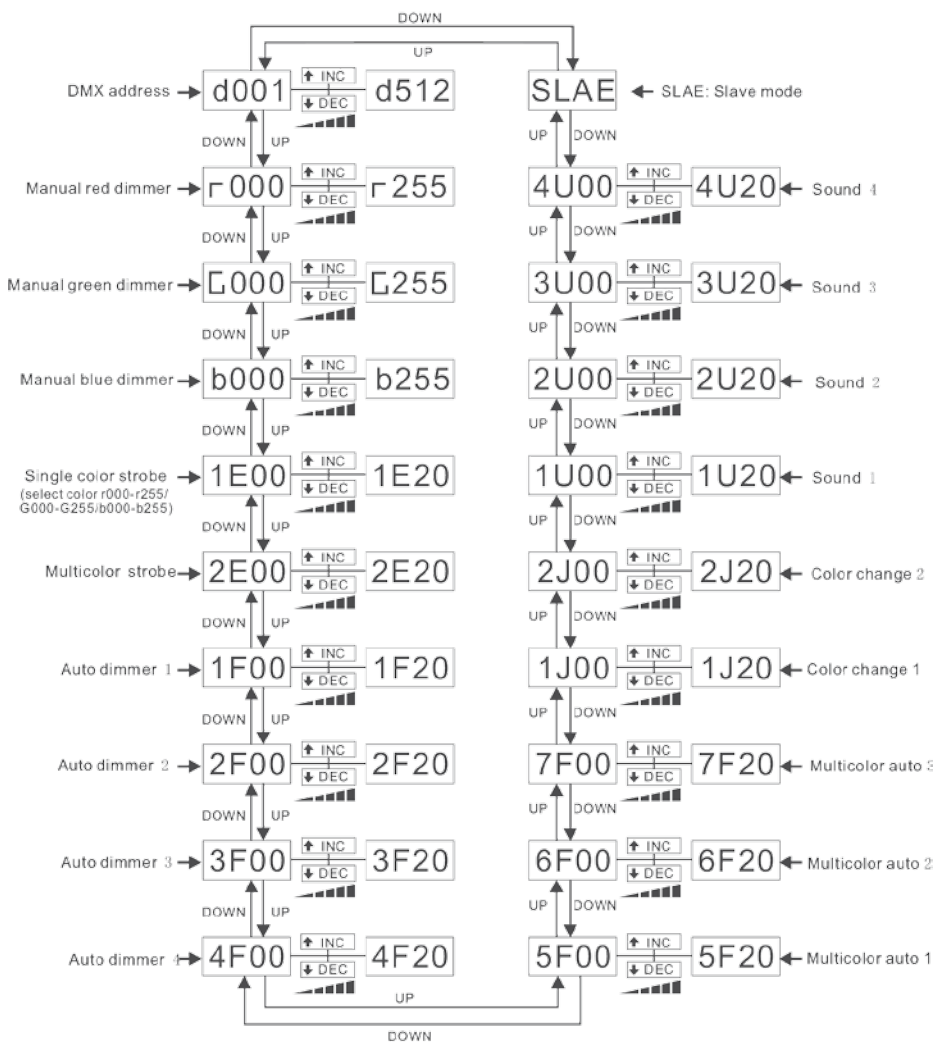 DOWN
UP
DMX address d001 INC DEC d512 SLAE SLAE: Slave mode
DOWN UP UP DOWN
Manual red dimmer r000 INC DEC r255 4U00 INC DEC 4U20 Sound 4
DOWN UP UP DOWN
Manual green dimmer G000 INC DEC G255 3U00 INC DEC 3U20 Sound 3
DOWN UP UP DOWN
Manual blue dimmer b000 INC DEC b255 2U00 INC DEC 2U20 Sound 2
DOWN UP UP DOWN
Single color strobe 1E00 INC DEC 1E20 1U00 INC DEC 1U20 Sound 1
(select color r000-r255/
G000-G255/b000-b255)
DOWN UP UP DOWN
Multicolor strobe 2E00 INC DEC 2E20 2J00 INC DEC 2J20 Color change 2
DOWN UP UP DOWN
Auto dimmer 1 1F00 INC DEC 1F20 1J00 INC DEC 1J20 Color change 1
DOWN UP UP DOWN
Auto dimmer 2 2F00 INC DEC 2F20 7F00 INC DEC 7F20 Multicolor auto 3
DOWN UP UP DOWN
Auto dimmer 3 3F00 INC DEC 3F20 6F00 INC DEC 6F20 Multicolor auto 2
DOWN UP UP DOWN
Auto dimmer 4 4F00 INC DEC 4F20 5F00 INC DEC 5F20 Multicolor auto 1
UP
DOWN